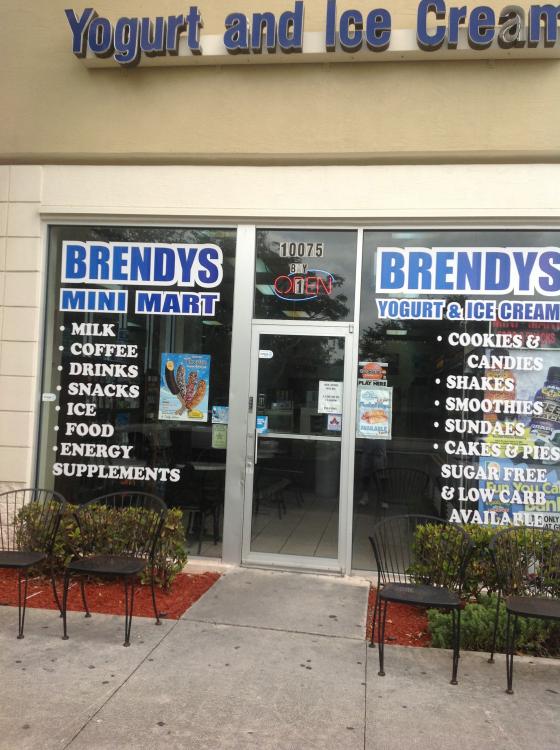 Yogurt and Ice Cream
10075
OPEN
BRENDYS
MINI MART
· MILK
· COFFEE
· DRINKS
· SNACKS
· ICE
· FOOD
· ENERGY
SUPPLEMENTS
PLAY HERE
AVAILABLE
BRENDYS
YOGURT & ICE CREAM
· COOKIES &
CANDIES
· SHAKES
· SMOOTHIES
· SUNDAES
· CAKES & PIES
SUGAR FREE
& LOW CARB
AVAILABLE